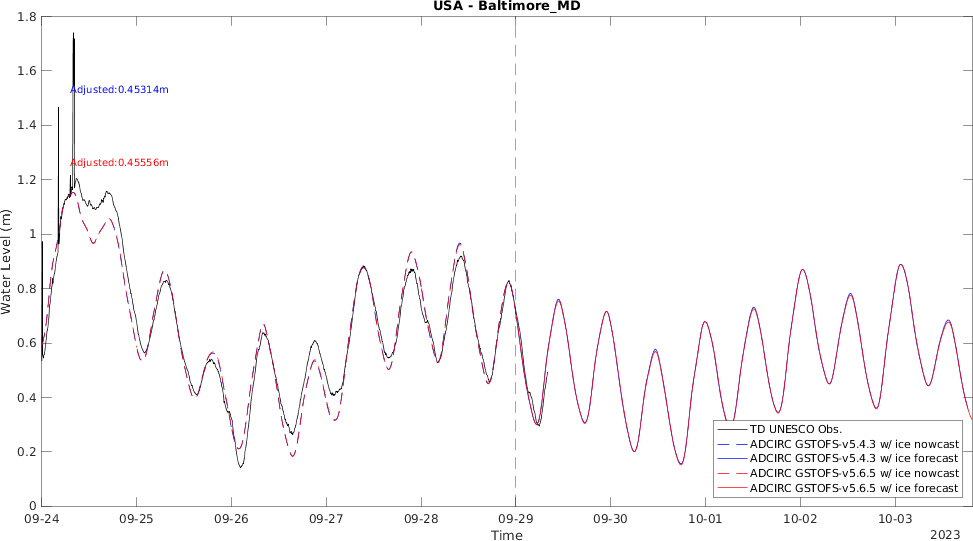 USA - Baltimore_MD
1.8
1.6
1.4
1.2
1
0.8
0.6
0.4
0.2
0
Water Level (m)
Adjusted:0.45314m
Adjusted:0.45556m
TD UNESCO Obs.
ADCIRC GSTOFS-v5.4.3 w/ ice nowcast
ADCIRC GSTOFS-v5.4.3 w/ ice forecast
ADCIRC GSTOFS-v5.6.5 w/ ice nowcast
ADCIRC GSTOFS-v5.6.5 w/ ice forecast
09-24 09-25 09-26 09-27 09-28 09-29 09-30 10-01 10-02 10-03
Time
2023